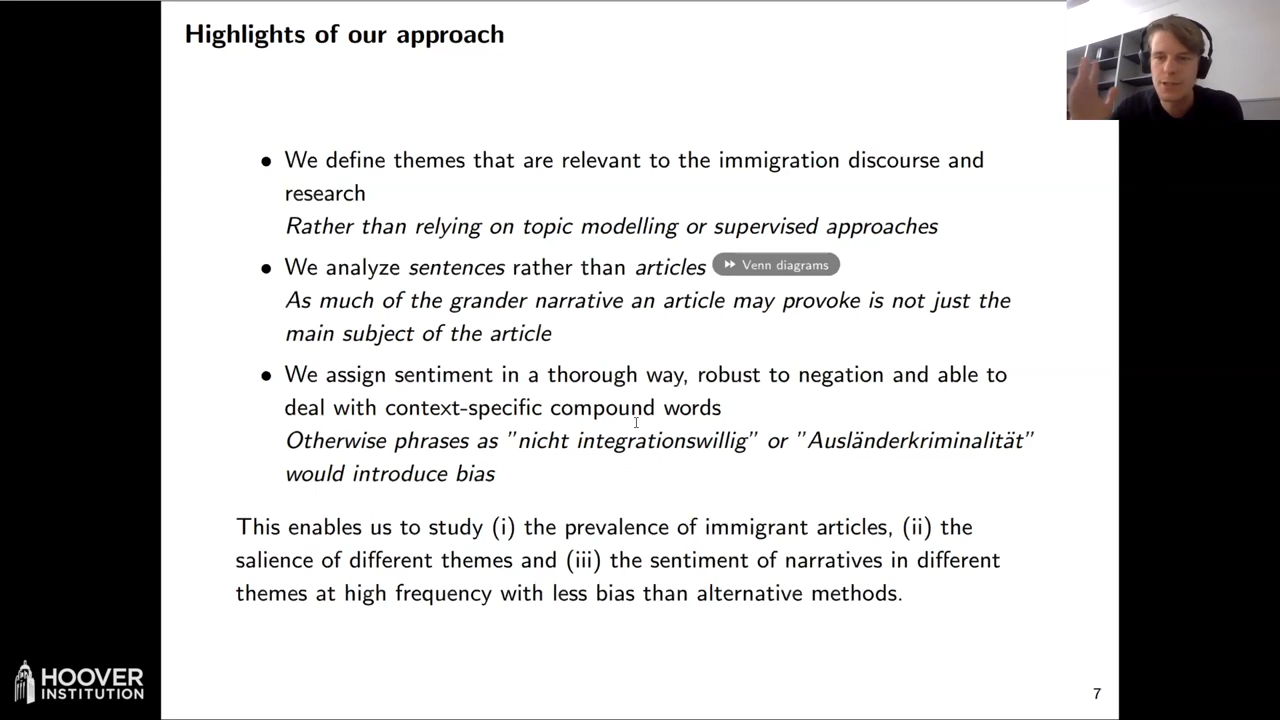 Highlights of our approach
• We define themes that are relevant to the immigration discourse and
research
Rather than relying on topic modelling or supervised approaches
• We analyze sentences rather than articles Venn diagrams
As much of the grander narrative an article may provoke is not just the
main subject of the article
• We assign sentiment in a thorough way, robust to negation and able to
deal with context-specific compound words
Otherwise phrases as ”nicht integrationswillig” or ”Ausländerkriminalität”
would introduce bias
This enables us to study (i) the prevalence of immigrant articles, (ii) the
salience of different themes and (iii) the sentiment of narratives in different
themes at high frequency with less bias than alternative methods.
HOOVER
INSTITUTION
7